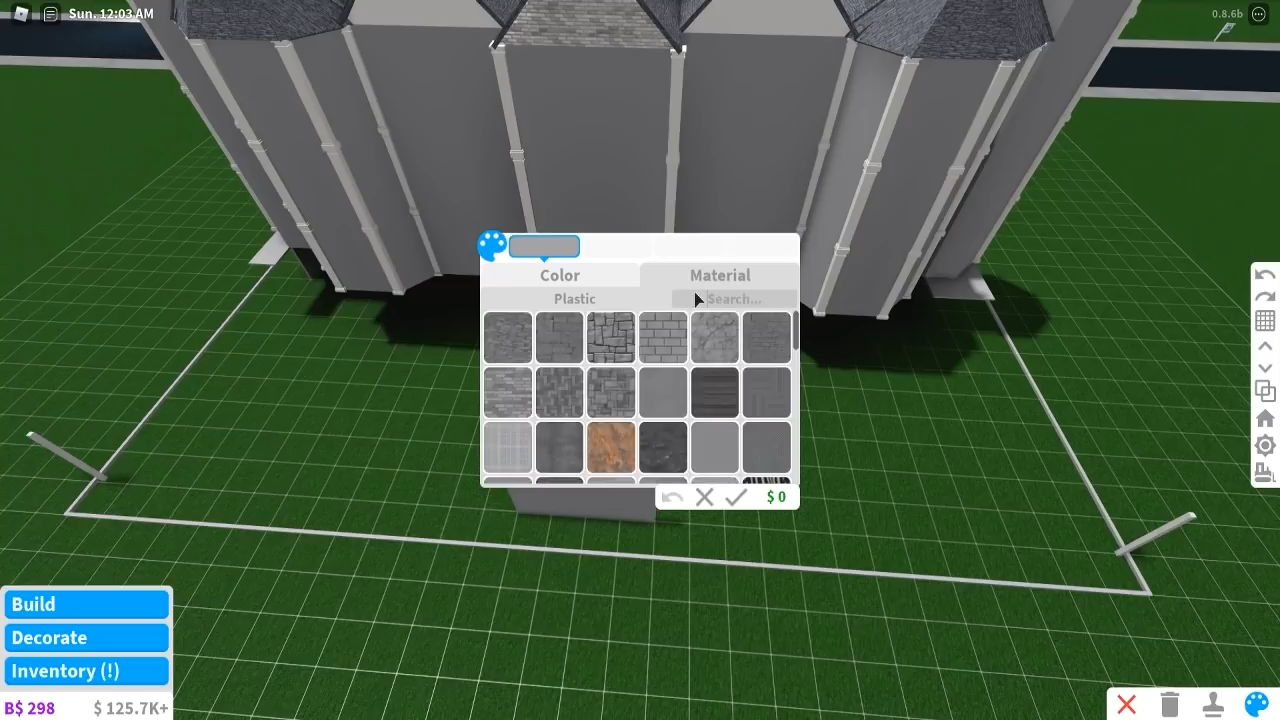 Sun. 12:03 AM
0.8.6b
Color
Material
Plastic
Search...
$ 0
Build
Decorate
Inventory (!)
B$ 298
$ 125.7K+